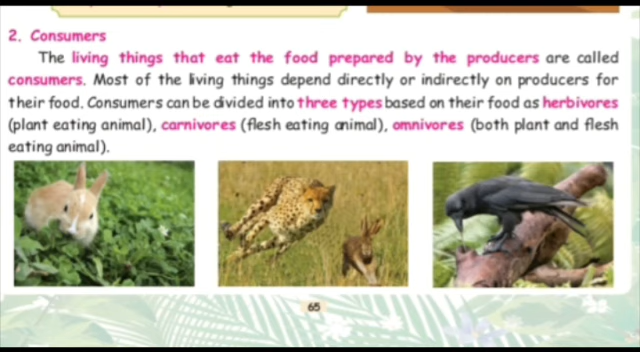 2. Consumers
The living things that eat the food prepared by the producers are called
consumers. Most of the living things depend directly or indirectly on producers for
their food. Consumers can be divided into three types based on their food as herbivores
(plant eating animal), carnivores (flesh eating animal), omnivores (both plant and flesh
eating animal).
65